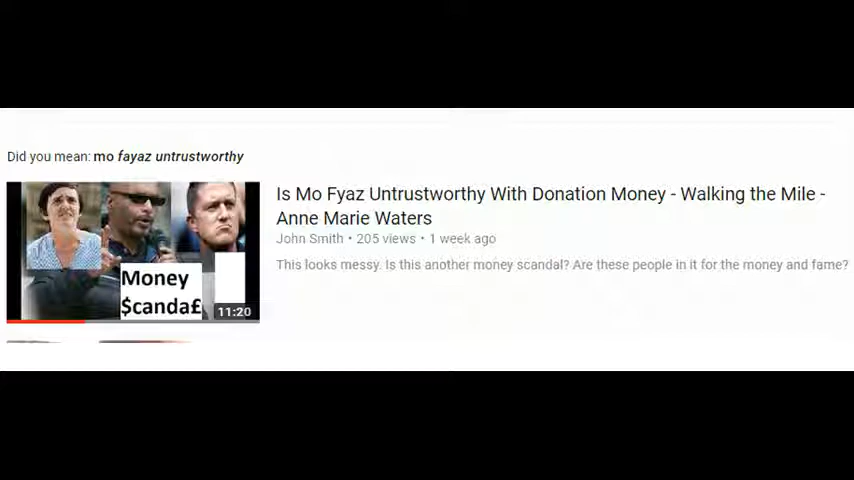 Did you mean: mo fayaz untrustworthy
Is Mo Fyaz Untrustworthy With Donation Money - Walking the Mile -
Anne Marie Waters
John Smith • 205 views • 1 week ago
This looks messy. Is this another money scandal? Are these people in it for the money and fame?
Money
$canda£
11:20